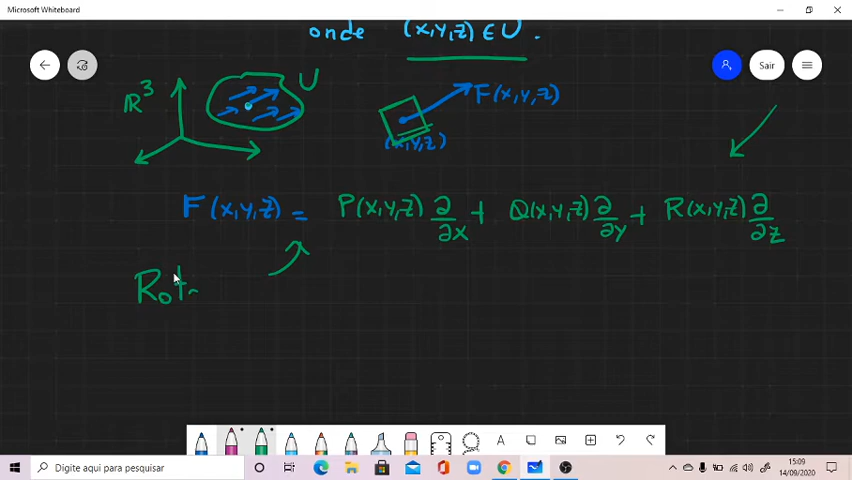 Microsoft Whiteboard
onde (x,y,z) ∈ U.
Sair
ℝ³
U
F(x,y,z)
(x,y,z)
F(x,y,z) = P(x,y,z) ∂/∂x + Q(x,y,z) ∂/∂y + R(x,y,z) ∂/∂z
Rot
A
Digite aqui para pesquisar
15:09
14/09/2020